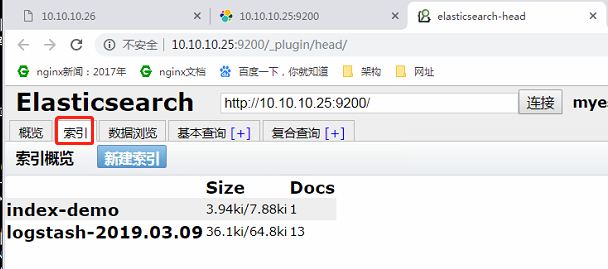 10.10.10.26 10.10.10.25:9200 elasticsearch-head
不安全 10.10.10.25:9200/_plugin/head/
nginx新闻:2017年 nginx文档 百度一下,你就知道 架构 网址
Elasticsearch http://10.10.10.25:9200/ 连接 myes
概览 索引 数据浏览 基本查询 [+] 复合查询 [+]
索引概览 新建索引
Size Docs
index-demo 3.94ki/7.88ki 1
logstash-2019.03.09 36.1ki/64.8ki 13